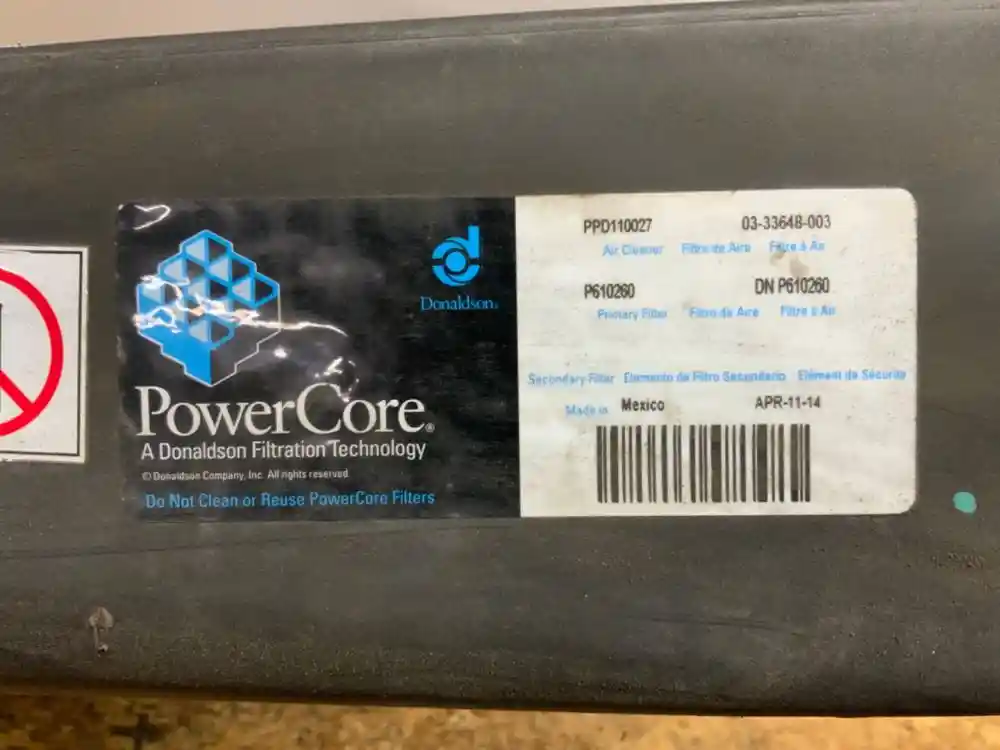 Donaldson.
PowerCore®
A Donaldson Filtration Technology
© Donaldson Company, Inc. All rights reserved.
Do Not Clean or Reuse PowerCore Filters
PPD110027 03-33648-003
Air Cleaner Filtro de Aire Filtre à Air
P610260 DN P610260
Primary Filter Filtro de Aire Filtre à Air
Secondary Filter Elemento de Filtro Secundario Élément de Sécurité
Made in Mexico APR-11-14